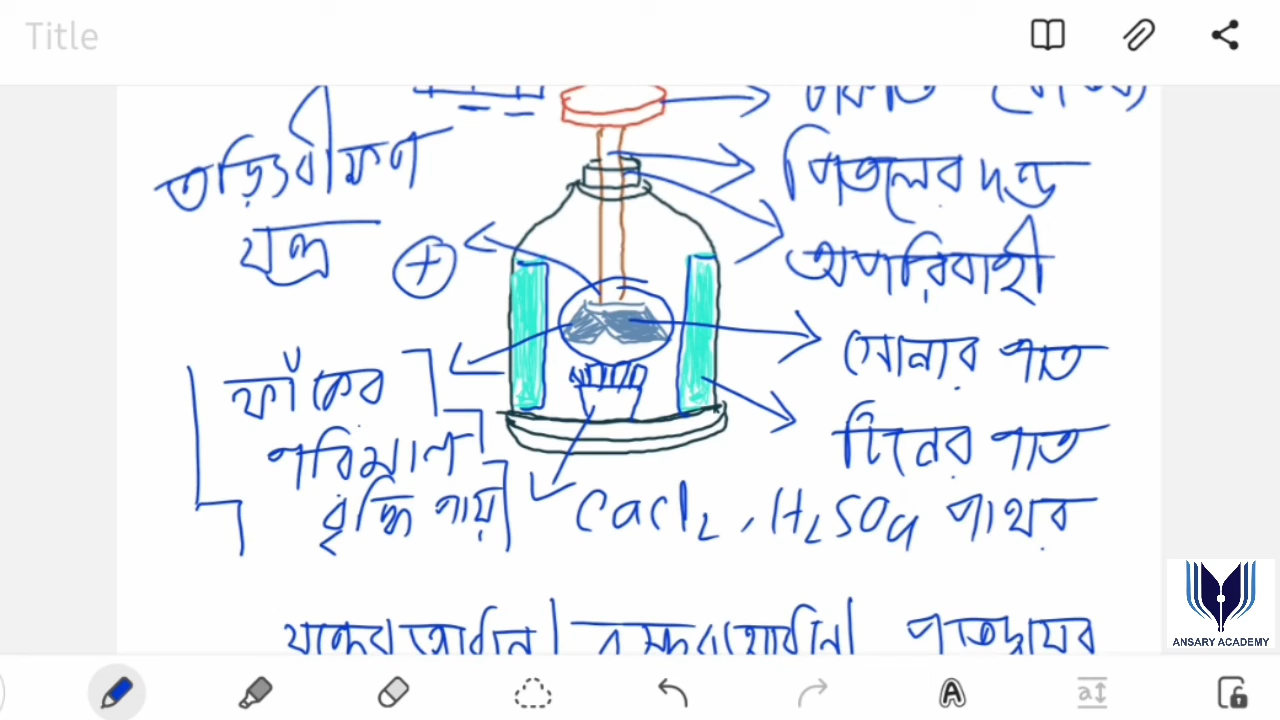 Title
তড়িৎবীক্ষণ
যন্ত্র
+
পিতলের দন্ড
অপরিবাহী
সোনার পাত
টিনের পাত
ফাঁকের
পরিমাণ
বৃদ্ধি পায়
CaCl₂, H₂SO₄ পাথর
ANSARY ACADEMY